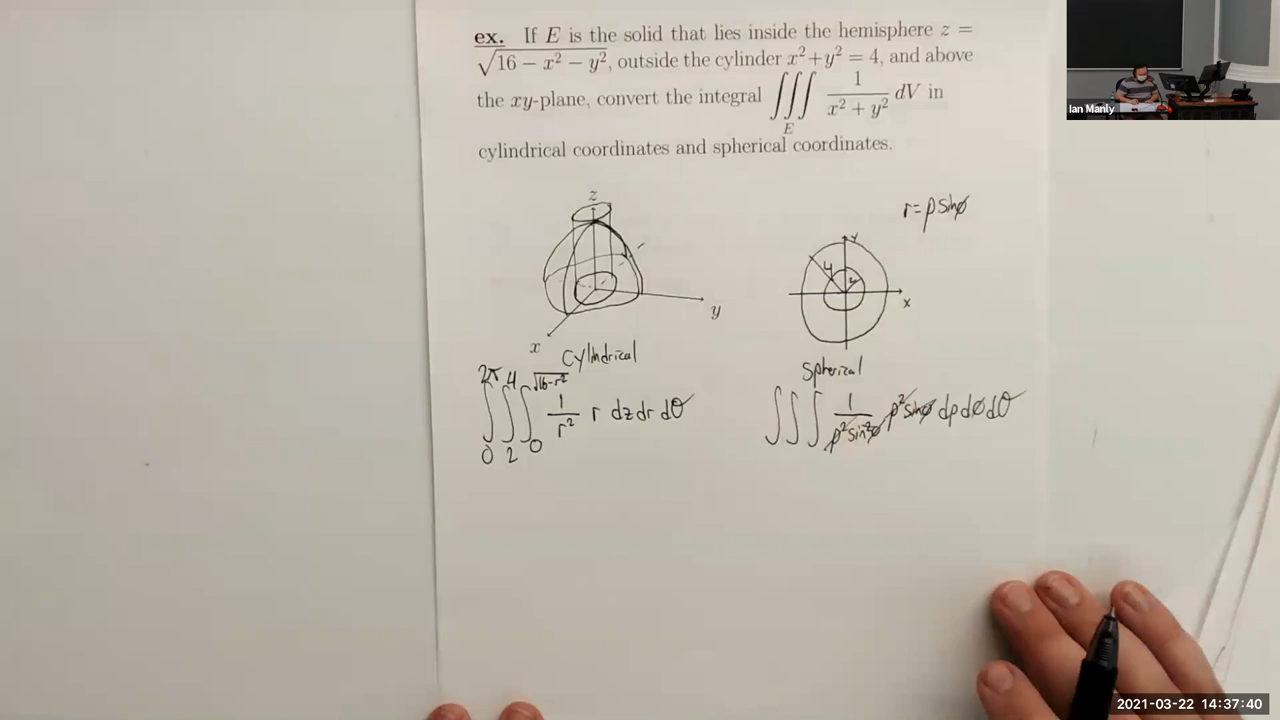 ex. If E is the solid that lies inside the hemisphere z =
√(16 − x² − y²), outside the cylinder x² + y² = 4, and above
the xy-plane, convert the integral ∭_E 1/(x² + y²) dV in
cylindrical coordinates and spherical coordinates.
z
y
x
r = ρ sinφ
y
4
2
x
Cylindrical
∫_0^2π ∫_2^4 ∫_0^√(16-r²) 1/r² r dz dr dθ
Spherical
∫∫∫ 1/(ρ² sin²φ) ρ² sinφ dρ dφ dθ
Ian Manly
2021-03-22 14:37:40